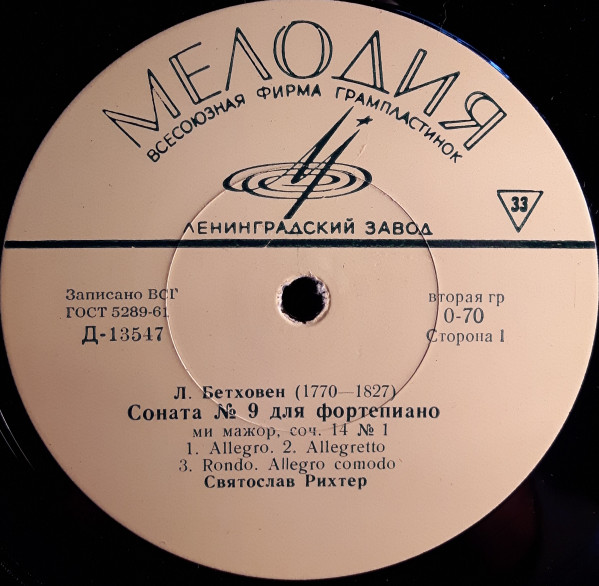 МЕЛОДИЯ
ВСЕСОЮЗНАЯ ФИРМА ГРАМПЛАСТИНОК
ЛЕНИНГРАДСКИЙ ЗАВОД
33
Записано ВСГ
ГОСТ 5289-61
Д-13547
вторая гр
0-70
Сторона 1
Л. Бетховен (1770—1827)
Соната № 9 для фортепиано
ми мажор, соч. 14 № 1
1. Allegro. 2. Allegretto
3. Rondo. Allegro comodo
Святослав Рихтер